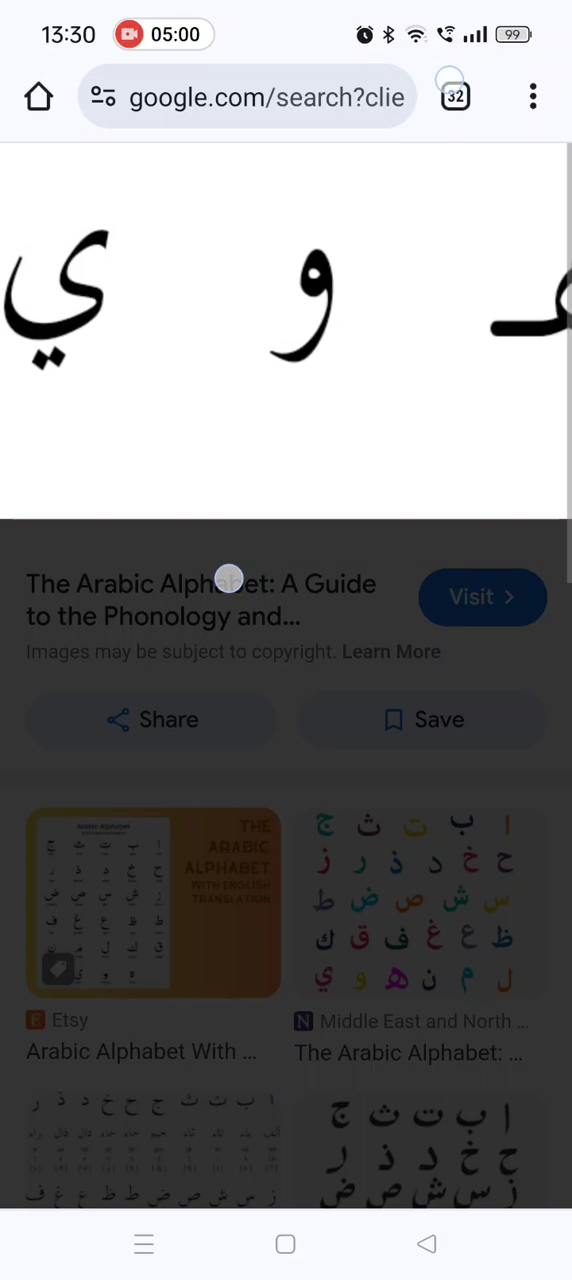 13:30 05:00 99
google.com/search?clie 32
و ي
The Arabic Alphabet: A Guide
to the Phonology and...
Visit
Images may be subject to copyright. Learn More
Share Save
Arabic Alphabet
THE
ARABIC
ALPHABET
WITH ENGLISH
TRANSLATION
ا ب ت ث ج
ح خ د ذ ر
ز س ش ص ض
ط ظ ع غ ف
ق ك ل م ن
ه و ي
ا ب ت ث ج
ح خ د ذ ر ز
س ش ص ض ط
ظ ع غ ف ق ك
ل م ن ه و ي
E Etsy
Arabic Alphabet With ...
N Middle East and North ...
The Arabic Alphabet: ...
ا ب ت ث ج ح خ د ذ ر
ز س ش ص ض ط ظ ع غ ف
ا ب ت ث ج
ح خ د ذ ر
ز س ش ص ض